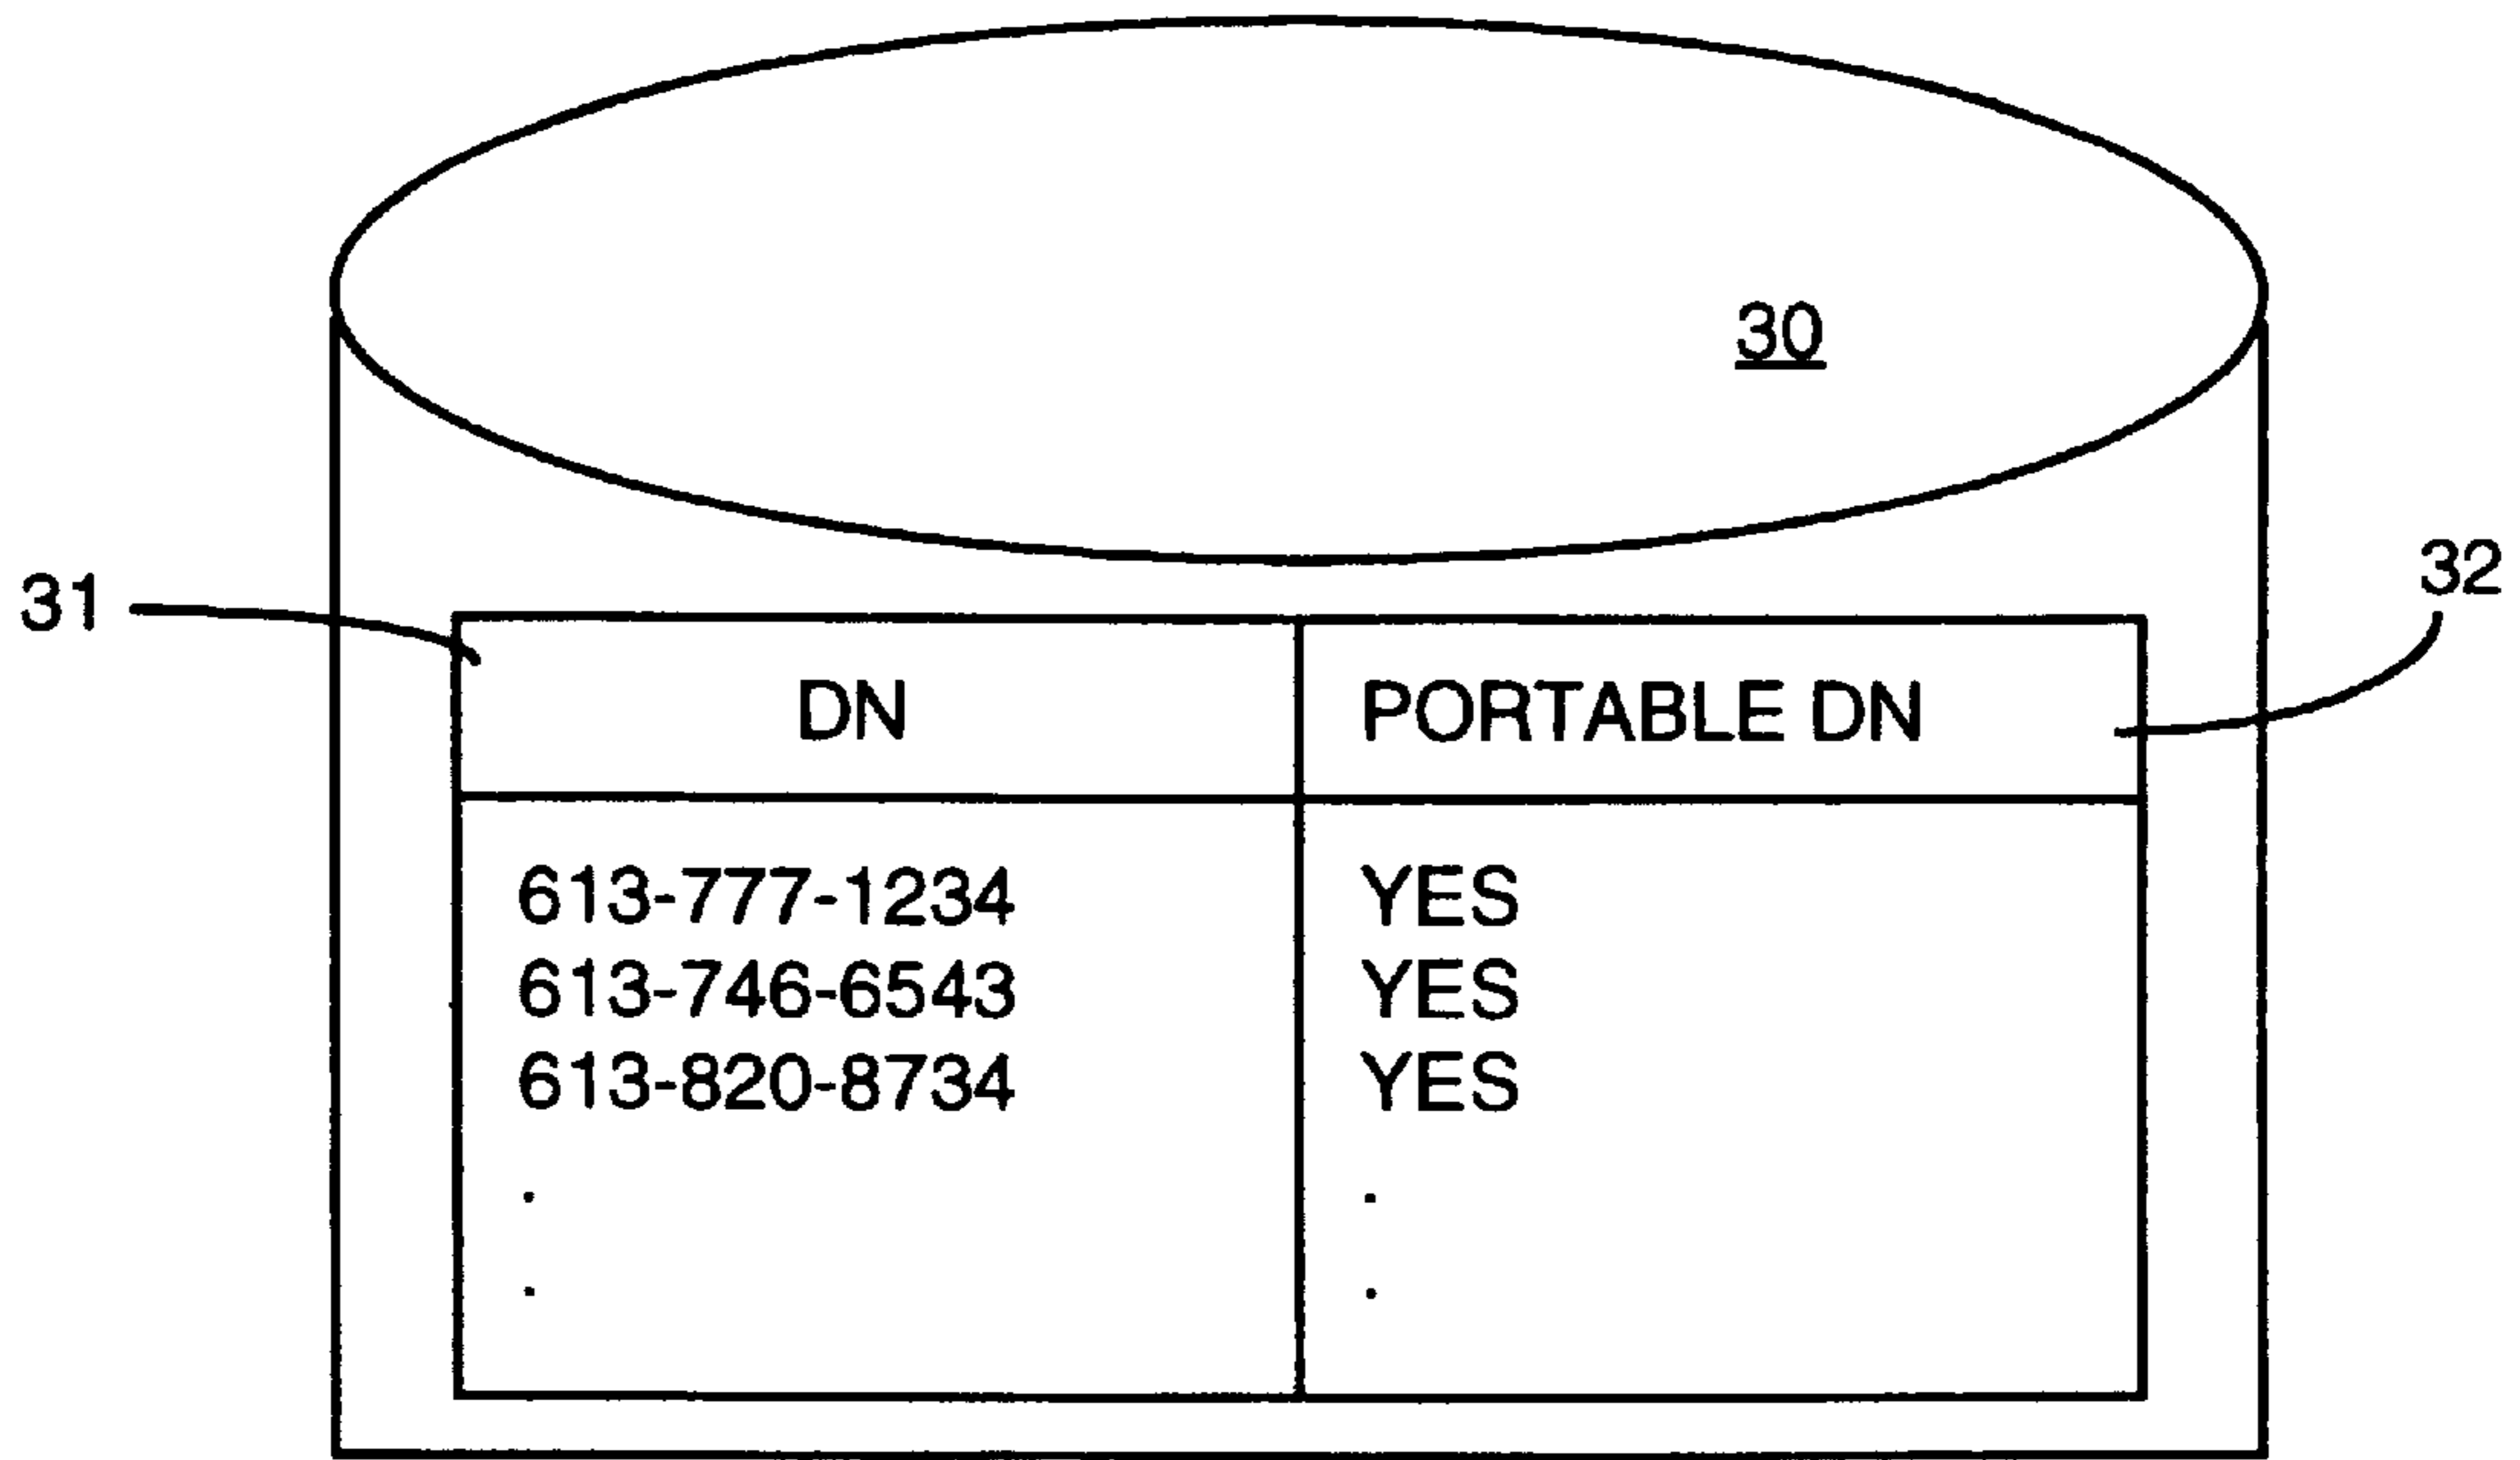 30
31
32
DN PORTABLE DN
613-777-1234 YES
613-746-6543 YES
613-820-8734 YES
. .
. .